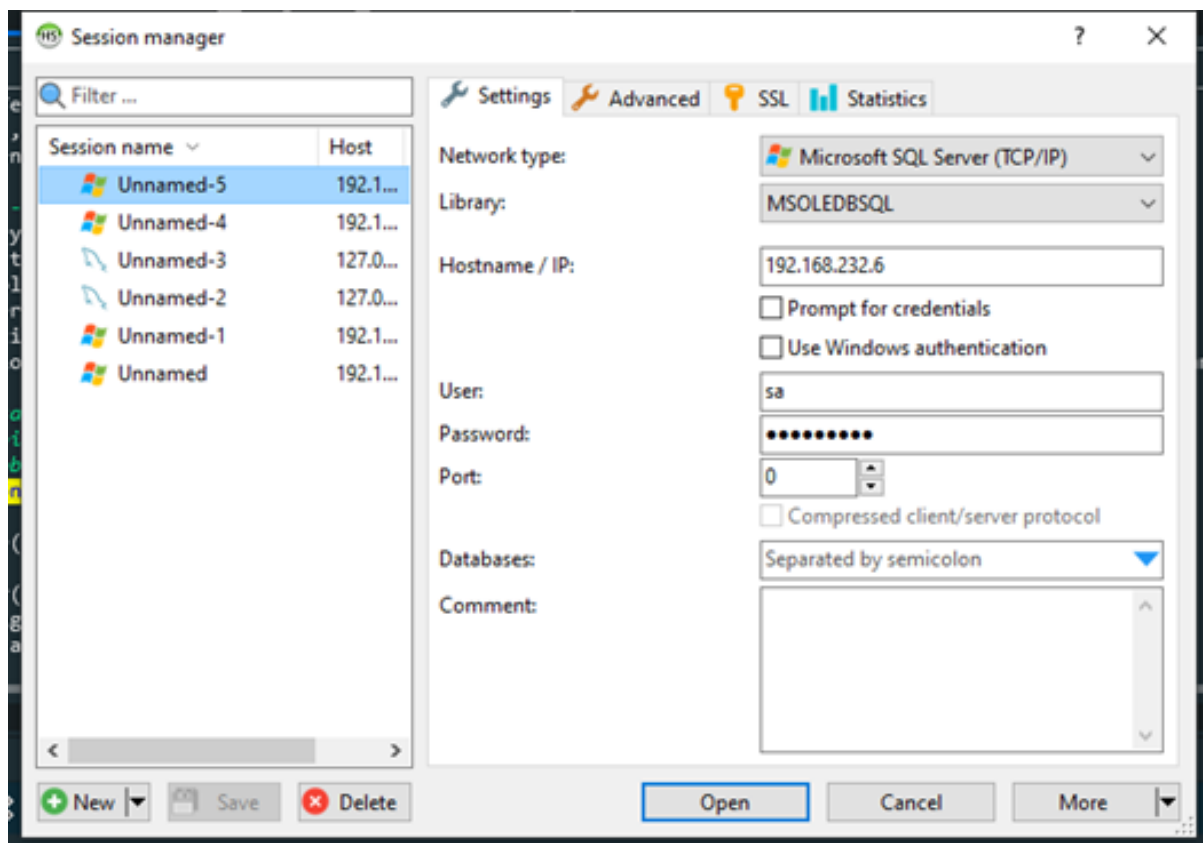 HS Session manager ? ×
Filter ...
Settings Advanced SSL Statistics
Session name Host
Unnamed-5 192.1...
Unnamed-4 192.1...
Unnamed-3 127.0...
Unnamed-2 127.0...
Unnamed-1 192.1...
Unnamed 192.1...
Network type: Microsoft SQL Server (TCP/IP)
Library: MSOLEDBSQL
Hostname / IP: 192.168.232.6
Prompt for credentials
Use Windows authentication
User: sa
Password: •••••••••
Port: 0
Compressed client/server protocol
Databases: Separated by semicolon
Comment:
New Save Delete Open Cancel More